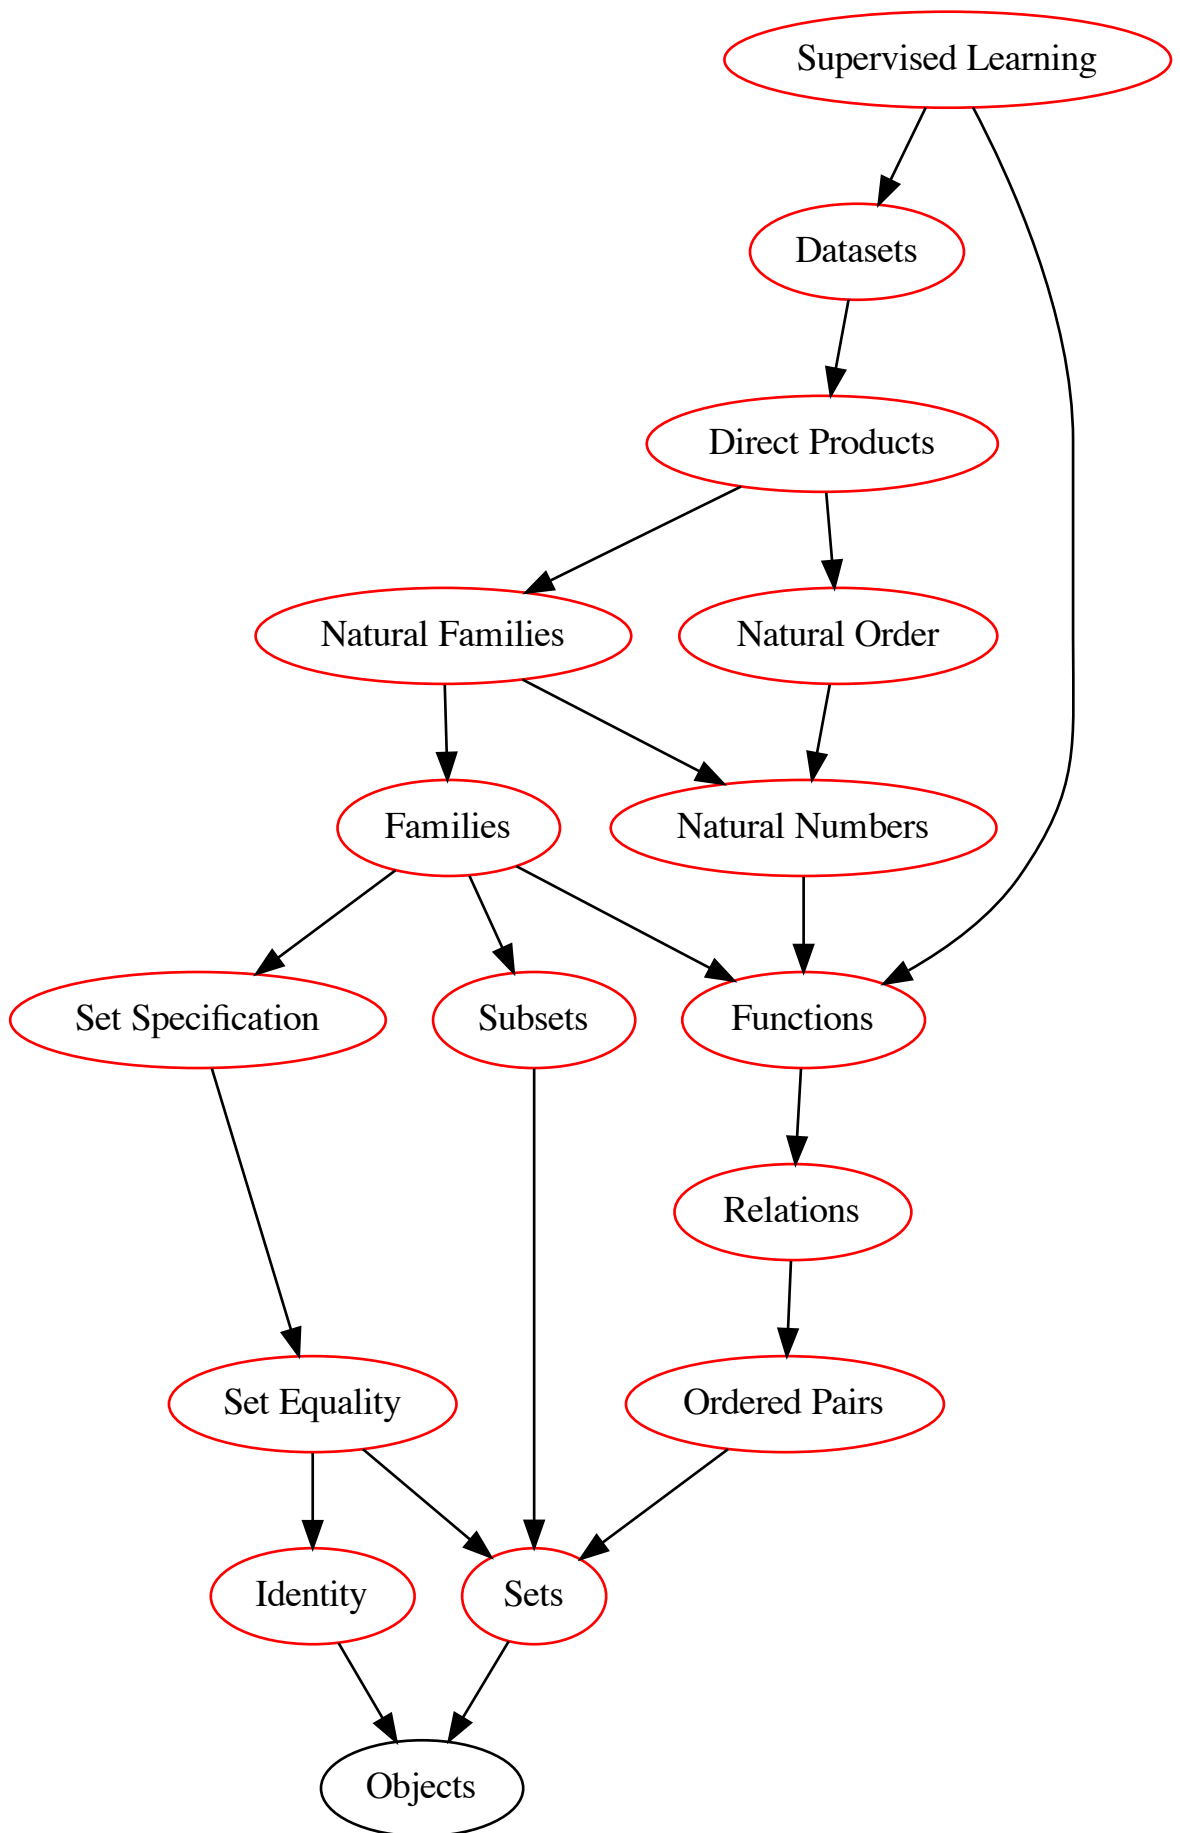 Supervised Learning
Datasets
Direct Products
Natural Families
Natural Order
Families
Natural Numbers
Set Specification
Subsets
Functions
Relations
Set Equality
Ordered Pairs
Identity
Sets
Objects